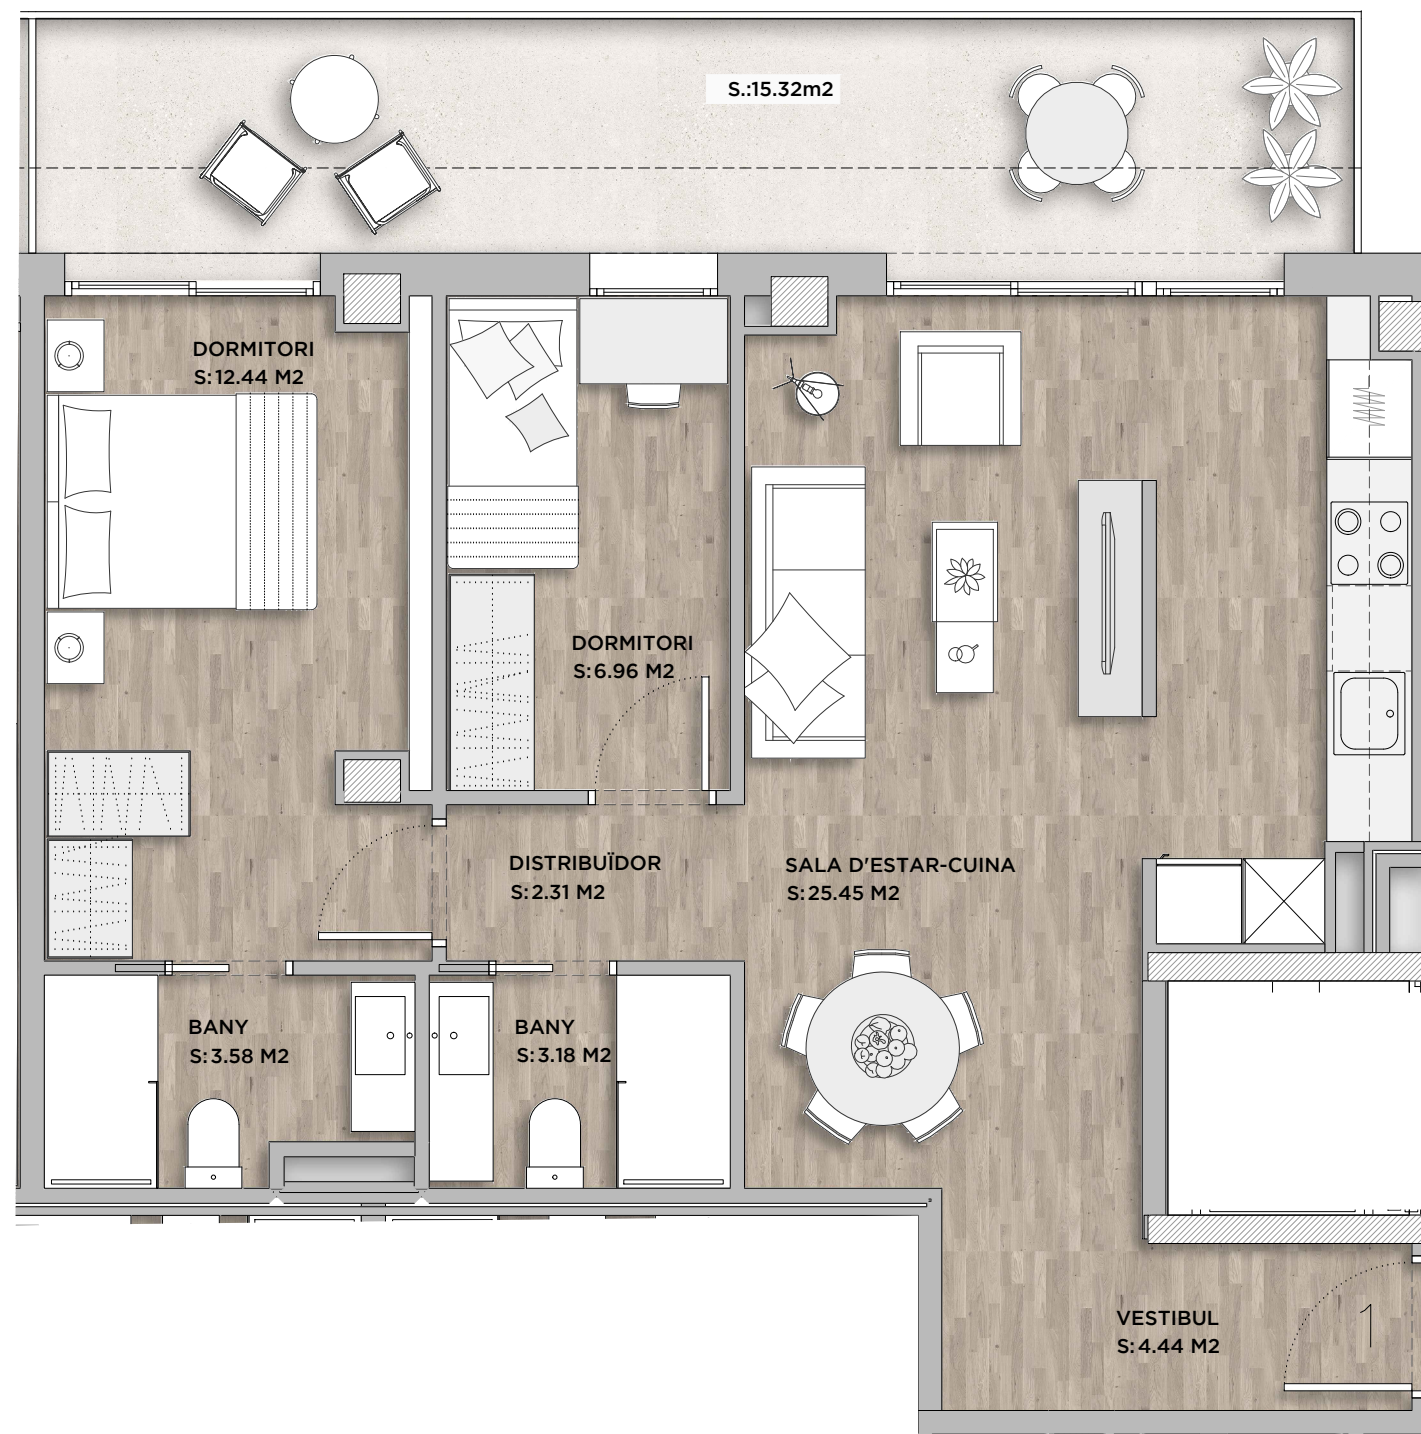 S.:15.32m2
DORMITORI
S:12.44 M2
DORMITORI
S:6.96 M2
DISTRIBUÏDOR
S:2.31 M2
SALA D'ESTAR-CUINA
S:25.45 M2
BANY
S:3.58 M2
BANY
S:3.18 M2
VESTIBUL
S:4.44 M2
1